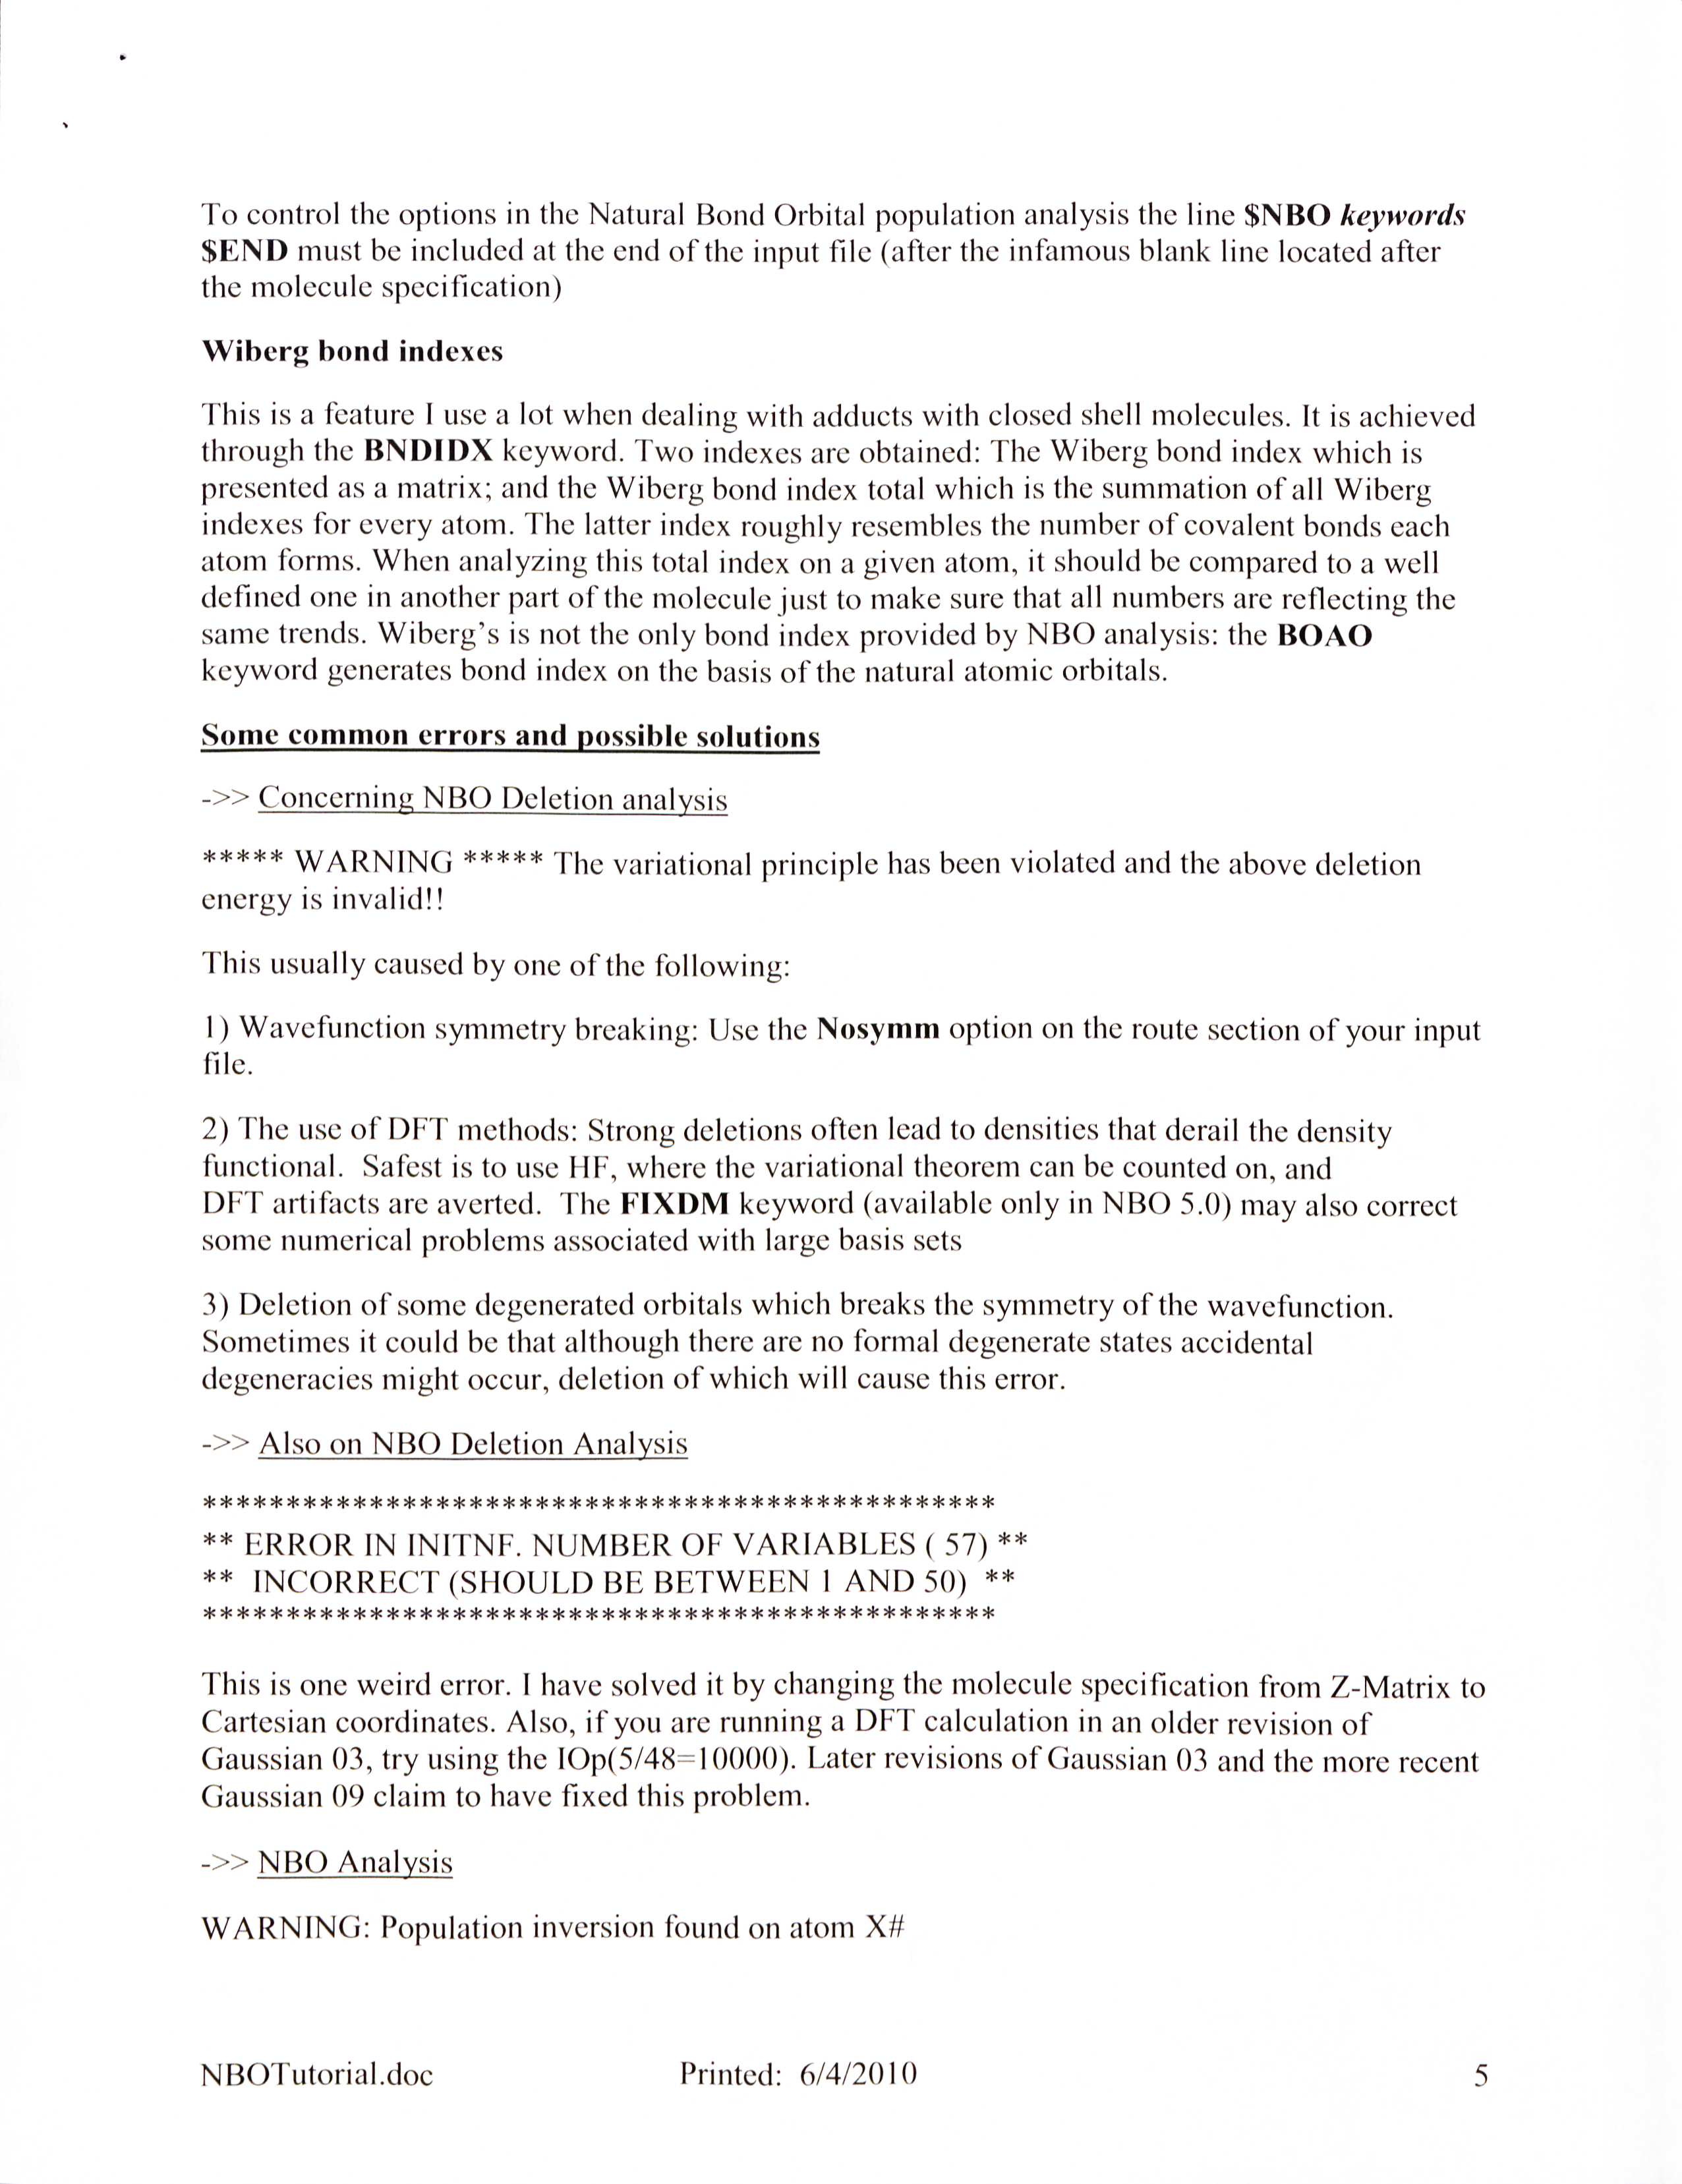 To control the options in the Natural Bond Orbital population analysis the line $NBO keywords
$END must be included at the end of the input file (after the infamous blank line located after
the molecule specification)
Wiberg bond indexes
This is a feature I use a lot when dealing with adducts with closed shell molecules. It is achieved
through the BNDIDX keyword. Two indexes are obtained: The Wiberg bond index which is
presented as a matrix; and the Wiberg bond index total which is the summation of all Wiberg
indexes for every atom. The latter index roughly resembles the number of covalent bonds each
atom forms. When analyzing this total index on a given atom, it should be compared to a well
defined one in another part of the molecule just to make sure that all numbers are reflecting the
same trends. Wiberg's is not the only bond index provided by NBO analysis: the BOAO
keyword generates bond index on the basis of the natural atomic orbitals.
Some common errors and possible solutions
->> Concerning NBO Deletion analysis
***** WARNING ***** The variational principle has been violated and the above deletion
energy is invalid!!
This usually caused by one of the following:
1) Wavefunction symmetry breaking: Use the Nosymm option on the route section of your input
file.
2) The use of DFT methods: Strong deletions often lead to densities that derail the density
functional.  Safest is to use HF, where the variational theorem can be counted on, and
DFT artifacts are averted.  The FIXDM keyword (available only in NBO 5.0) may also correct
some numerical problems associated with large basis sets
3) Deletion of some degenerated orbitals which breaks the symmetry of the wavefunction.
Sometimes it could be that although there are no formal degenerate states accidental
degeneracies might occur, deletion of which will cause this error.
->> Also on NBO Deletion Analysis
************************************************
** ERROR IN INITNF. NUMBER OF VARIABLES ( 57) **
**  INCORRECT (SHOULD BE BETWEEN 1 AND 50)  **
************************************************
This is one weird error. I have solved it by changing the molecule specification from Z-Matrix to
Cartesian coordinates. Also, if you are running a DFT calculation in an older revision of
Gaussian 03, try using the IOp(5/48=10000). Later revisions of Gaussian 03 and the more recent
Gaussian 09 claim to have fixed this problem.
->> NBO Analysis
WARNING: Population inversion found on atom X#
NBOTutorial.doc Printed:  6/4/2010 5